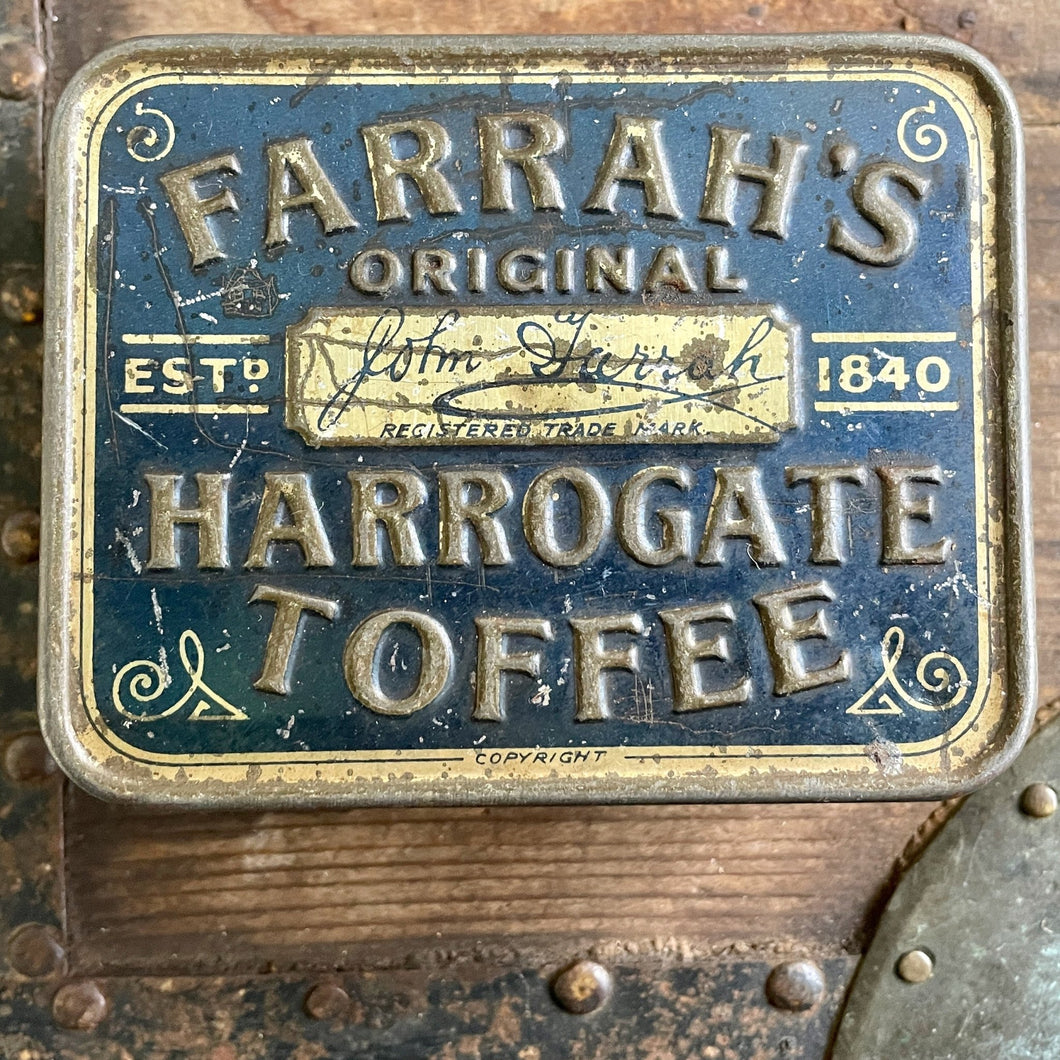 FARRAH'S
ORIGINAL
ESTD John Farrah 1840
REGISTERED TRADE MARK.
HARROGATE
TOFFEE
COPYRIGHT